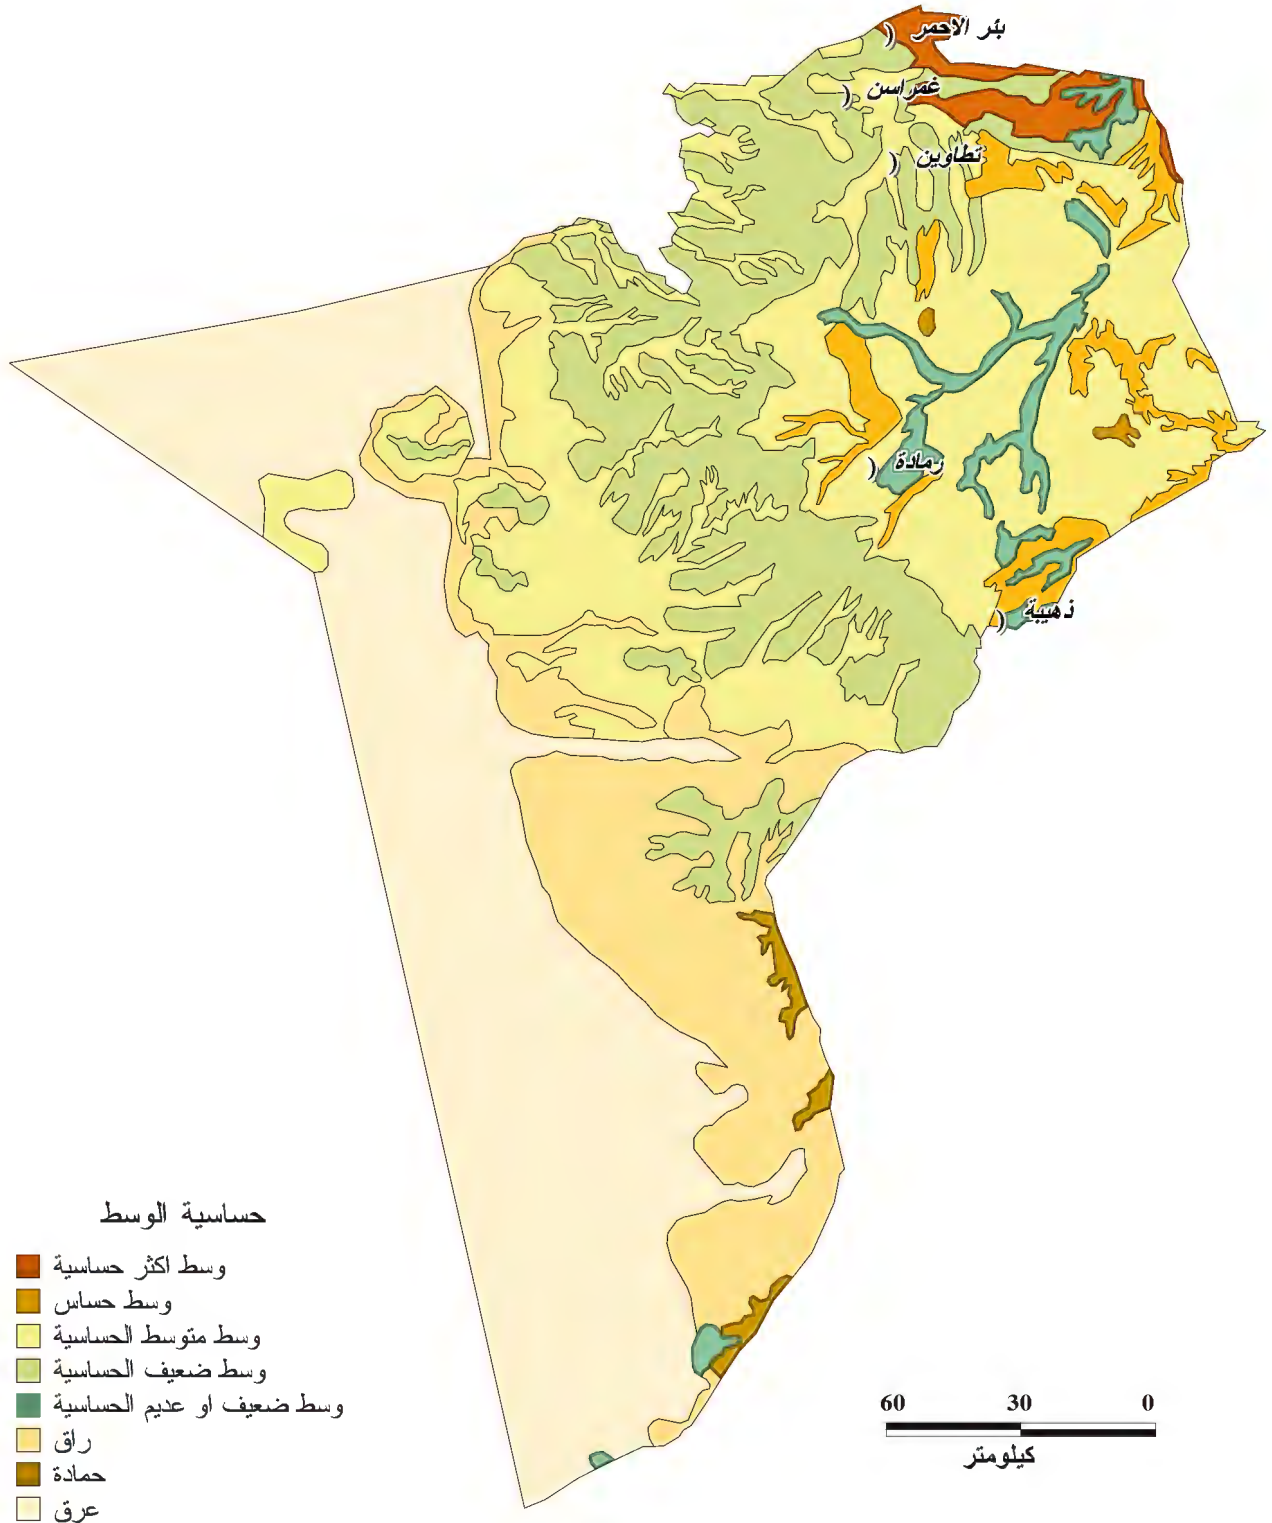 بئر الاحمر
غمراسن
تطاوين
رمادة
ذهيبة
حساسية الوسط
وسط اكثر حساسية
وسط حساس
وسط متوسط الحساسية
وسط ضعيف الحساسية
وسط ضعيف او عديم الحساسية
راق
حمادة
عرق
60 30 0
كيلومتر